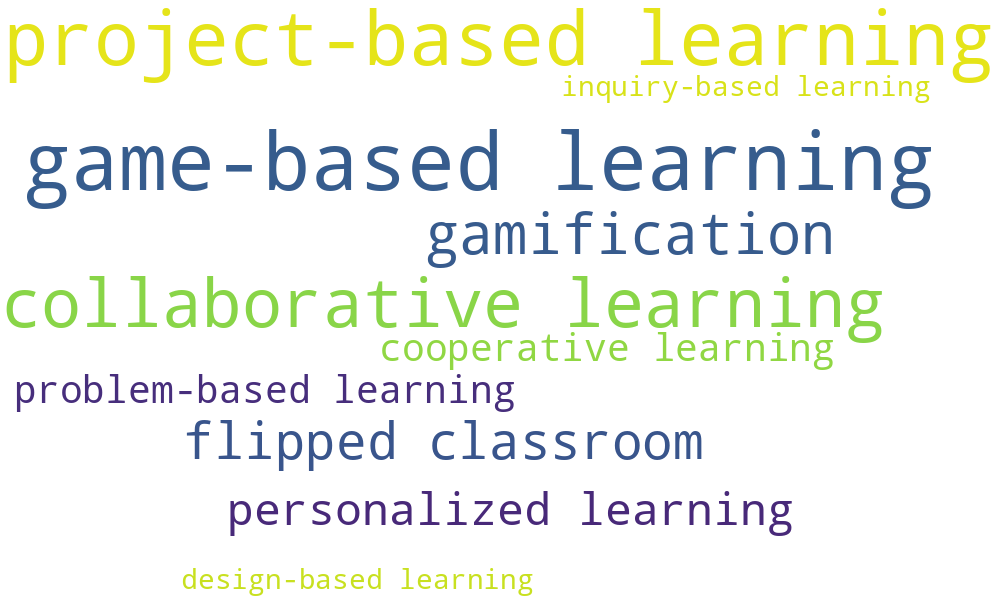 project-based learning
inquiry-based learning
game-based learning
gamification
collaborative learning
cooperative learning
problem-based learning
flipped classroom
personalized learning
design-based learning